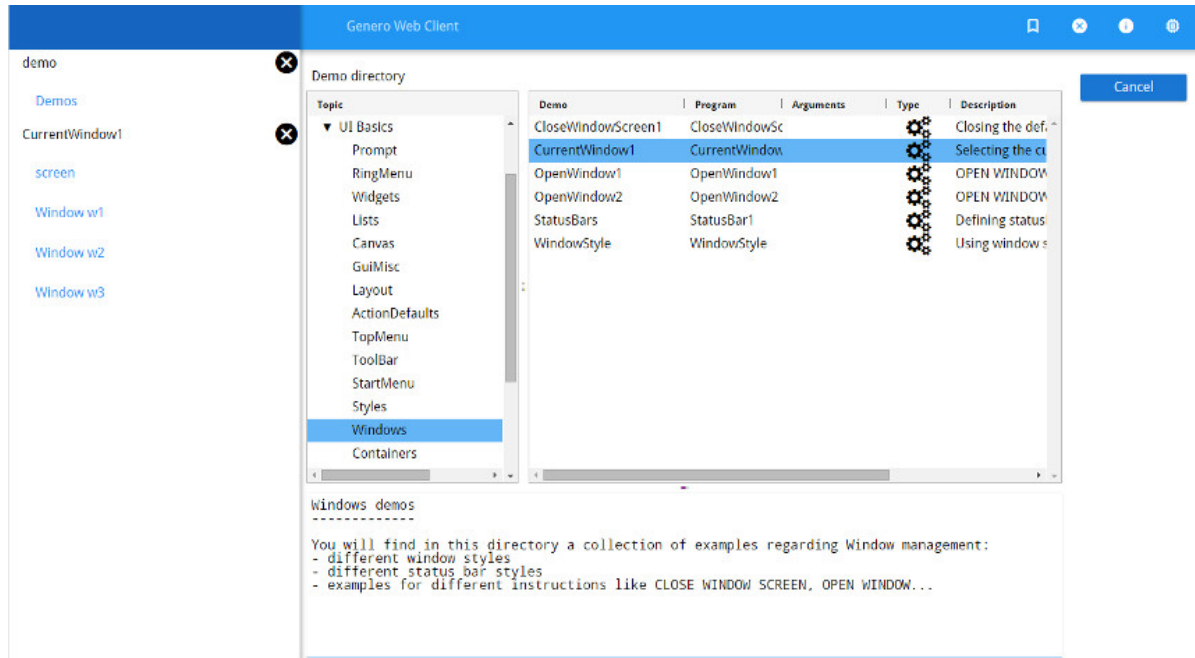 Genero Web Client
demo
Demos
CurrentWindow1
screen
Window w1
Window w2
Window w3
Demo directory
Cancel
Topic
▼ UI Basics
Prompt
RingMenu
Widgets
Lists
Canvas
GuiMisc
Layout
ActionDefaults
TopMenu
ToolBar
StartMenu
Styles
Windows
Containers
Demo Program Arguments Type Description
CloseWindowScreen1 CloseWindowSc Closing the defa
CurrentWindow1 CurrentWindow Selecting the cu
OpenWindow1 OpenWindow1 OPEN WINDOW
OpenWindow2 OpenWindow2 OPEN WINDOW
StatusBars StatusBar1 Defining status
WindowStyle WindowStyle Using window s
Windows demos
-------------
You will find in this directory a collection of examples regarding Window management:
- different window styles
- different status bar styles
- examples for different instructions like CLOSE WINDOW SCREEN, OPEN WINDOW...